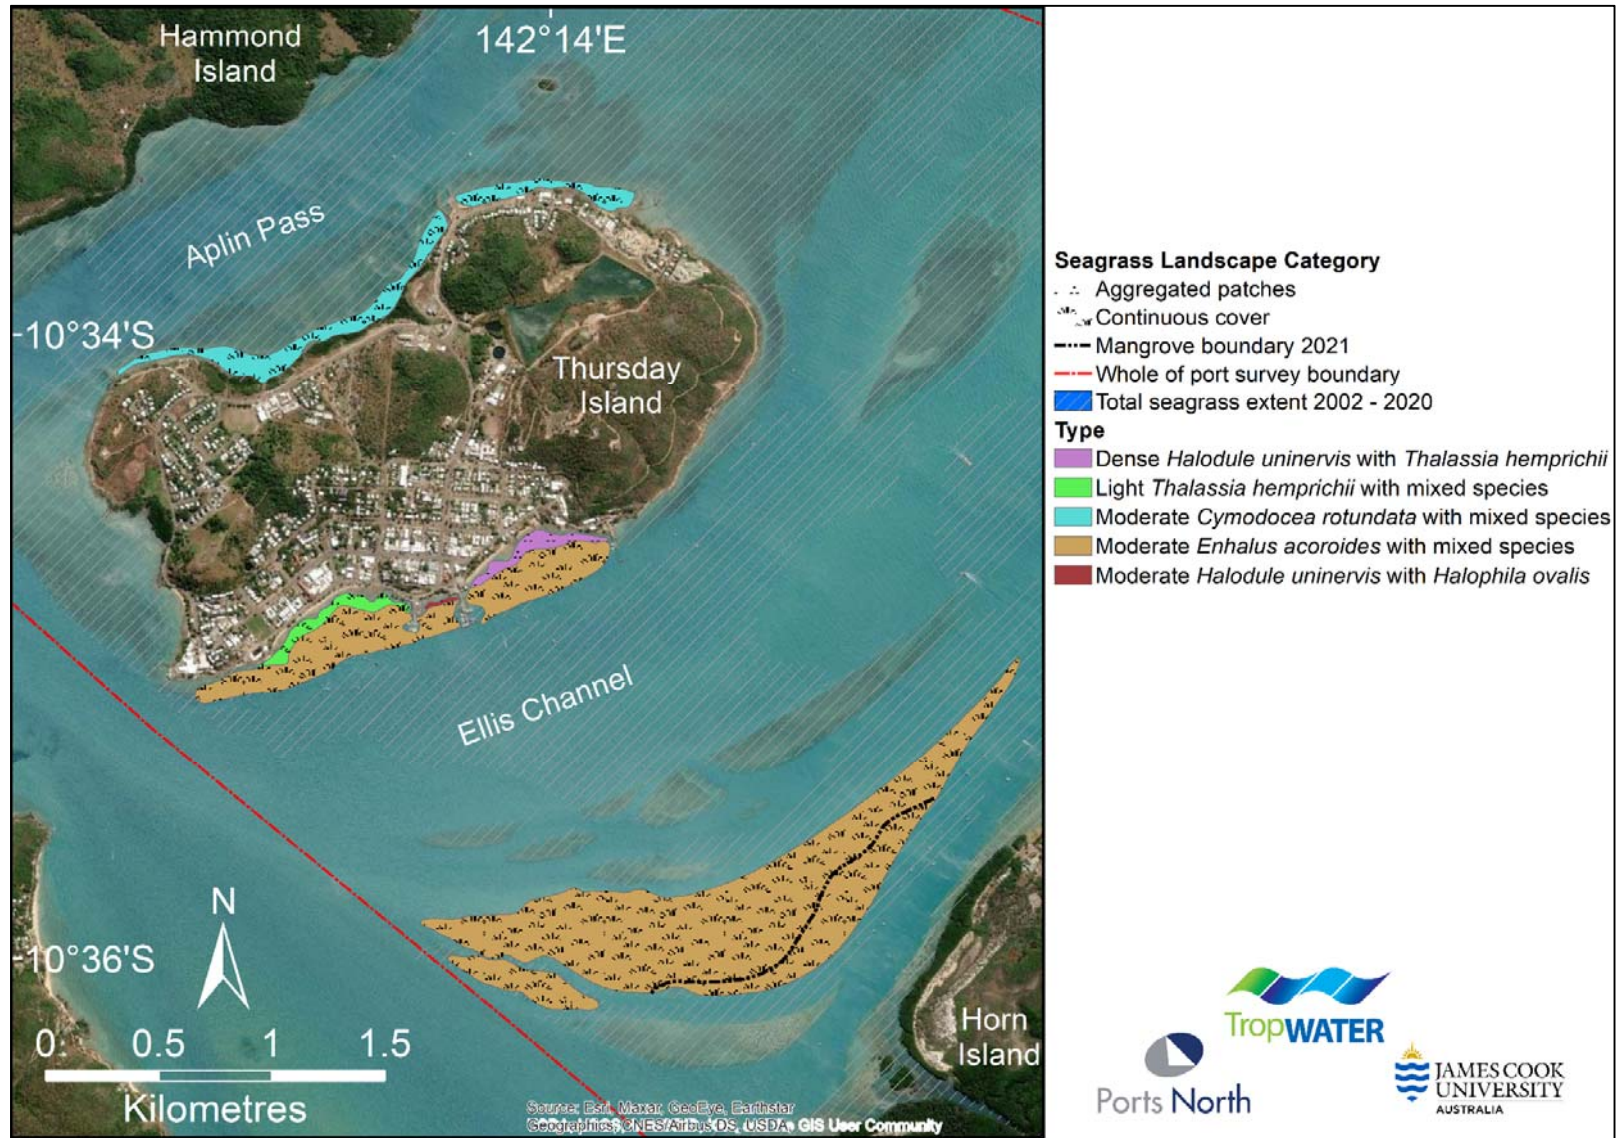 Hammond
Island
142°14'E
Aplin Pass
10°34'S
Thursday
Island
Ellis Channel
N
10°36'S
0
0.5
1
1.5
Kilometres
Horn
Island
Source: Esri, Maxar, GeoEye, Earthstar
Geographics, CNES/Airbus DS, USDA, GIS User Community
Seagrass Landscape Category
Aggregated patches
Continuous cover
Mangrove boundary 2021
Whole of port survey boundary
Total seagrass extent 2002 - 2020
Type
Dense Halodule uninervis with Thalassia hemprichii
Light Thalassia hemprichii with mixed species
Moderate Cymodocea rotundata with mixed species
Moderate Enhalus acoroides with mixed species
Moderate Halodule uninervis with Halophila ovalis
TropWATER
Ports North
JAMES COOK
UNIVERSITY
AUSTRALIA